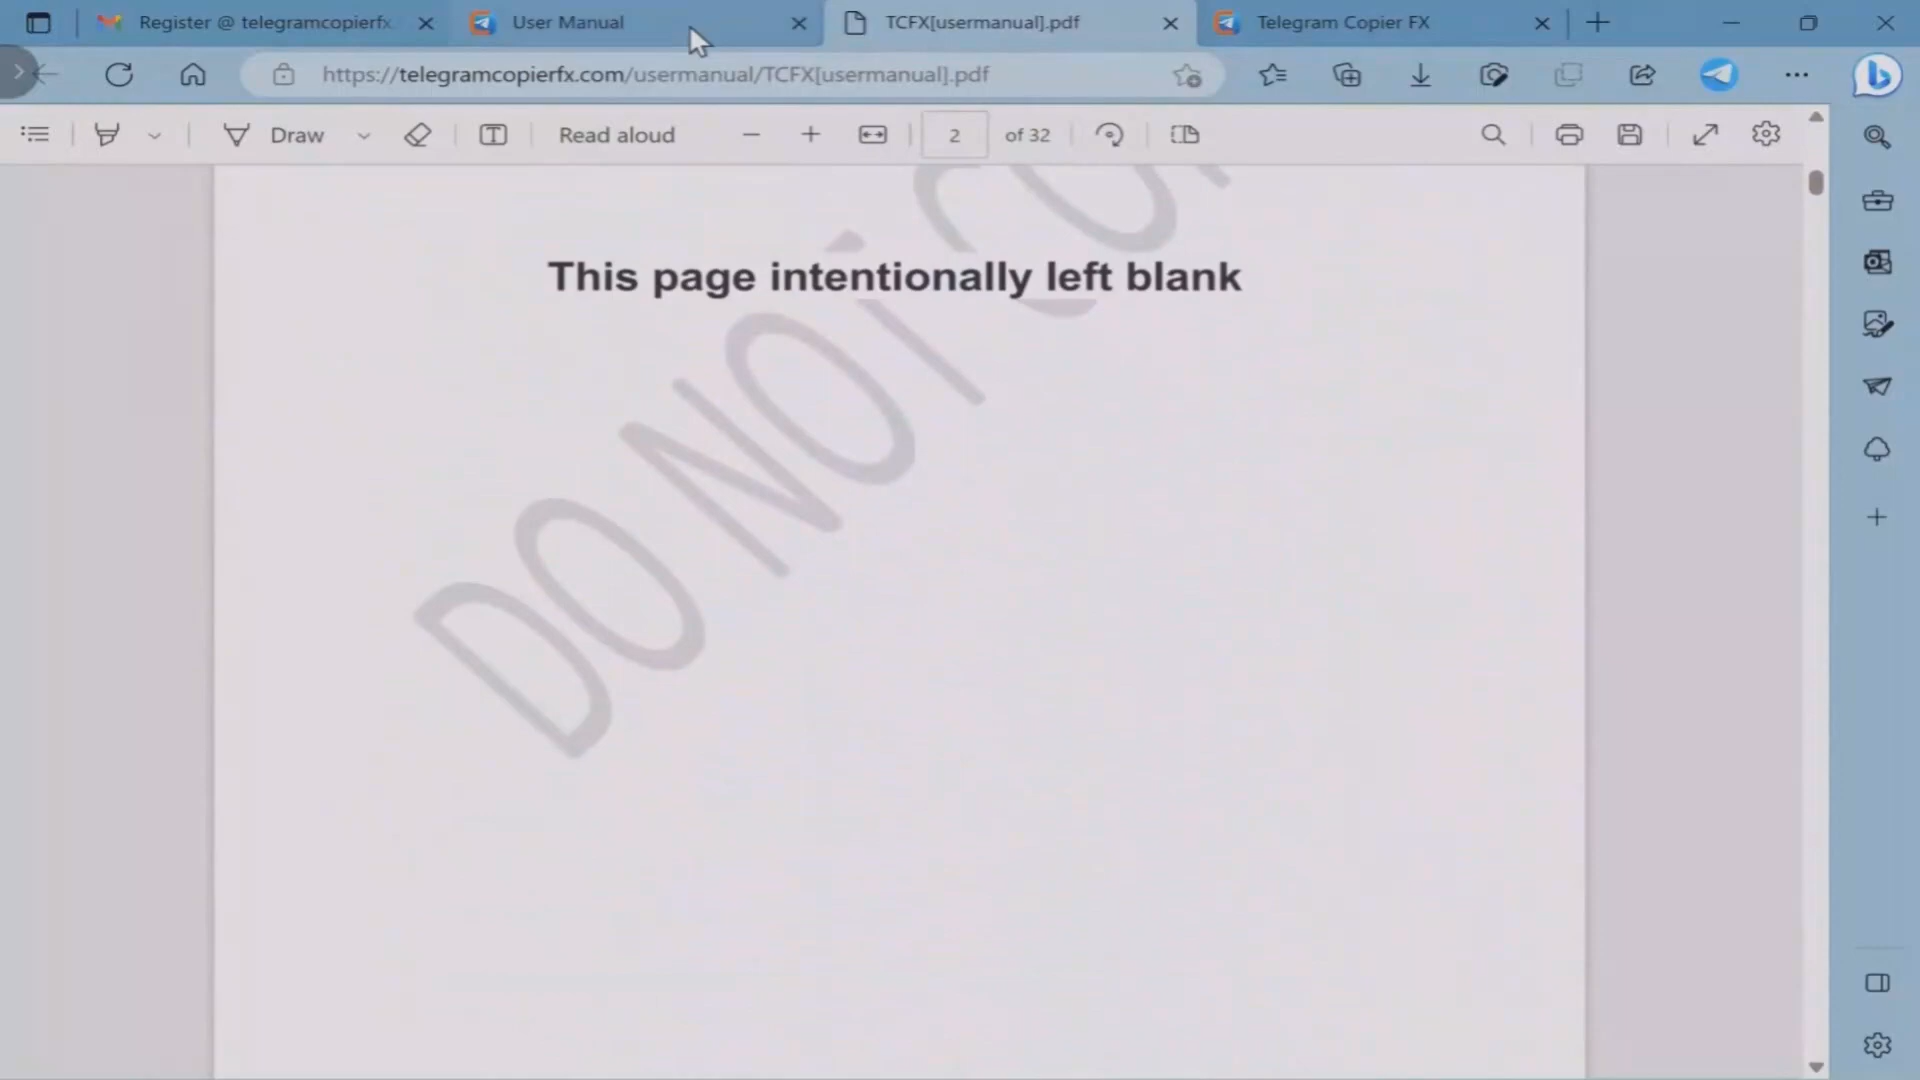 Register @ telegramcopierfx.
User Manual
TCFX[usermanual].pdf
Telegram Copier FX
https://telegramcopierfx.com/usermanual/TCFX[usermanual].pdf
Draw
Read aloud
2
of 32
This page intentionally left blank
DO NOT